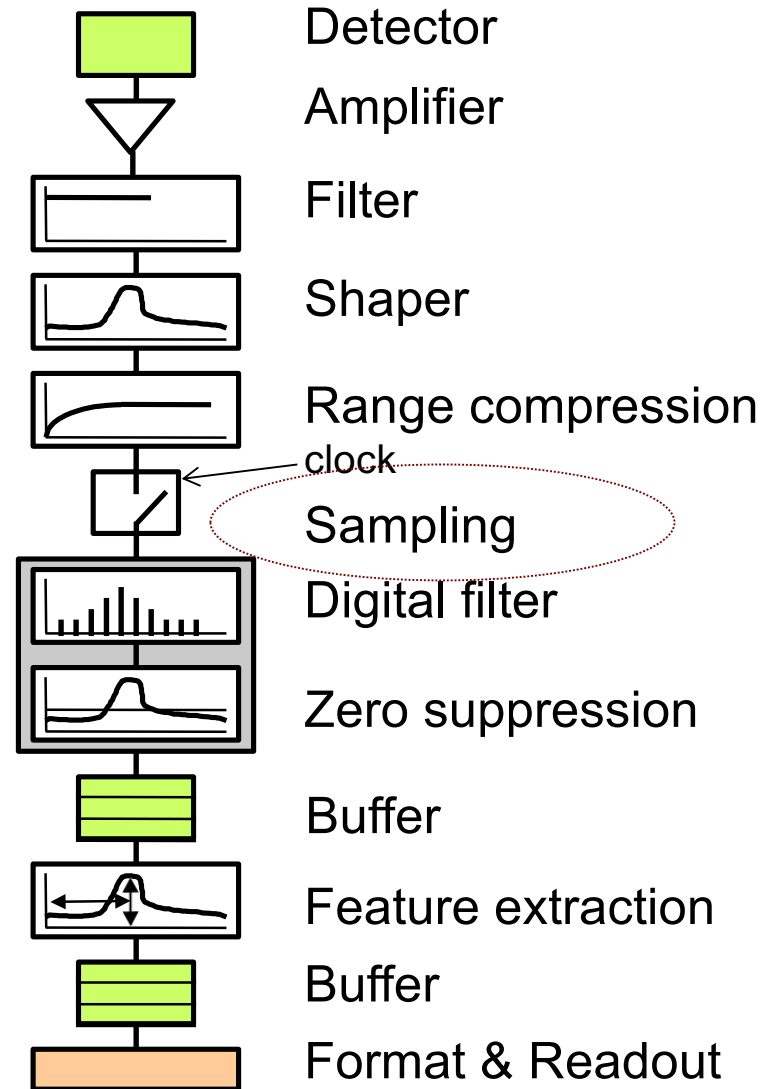 Detector
Amplifier
Filter
Shaper
Range compression
clock
Sampling
Digital filter
Zero suppression
Buffer
Feature extraction
Buffer
Format & Readout